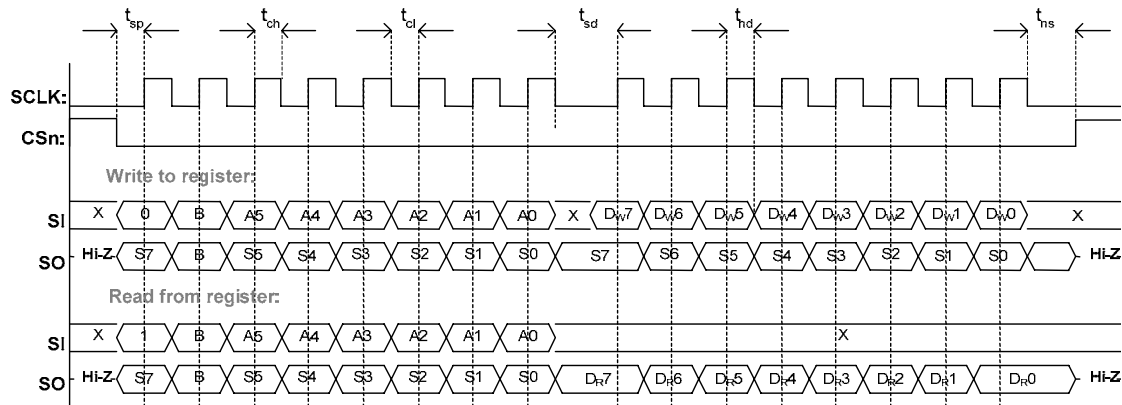 tsp tch tcl tsd thd tns
SCLK:
CSn:
Write to register:
SI X 0 B A5 A4 A3 A2 A1 A0 X DW7 DW6 DW5 DW4 DW3 DW2 DW1 DW0 X
SO Hi-Z S7 B S5 S4 S3 S2 S1 S0 S7 S6 S5 S4 S3 S2 S1 S0 Hi-Z
Read from register:
SI X 1 B A5 A4 A3 A2 A1 A0 X
SO Hi-Z S7 B S5 S4 S3 S2 S1 S0 DR7 DR6 DR5 DR4 DR3 DR2 DR1 DR0 Hi-Z